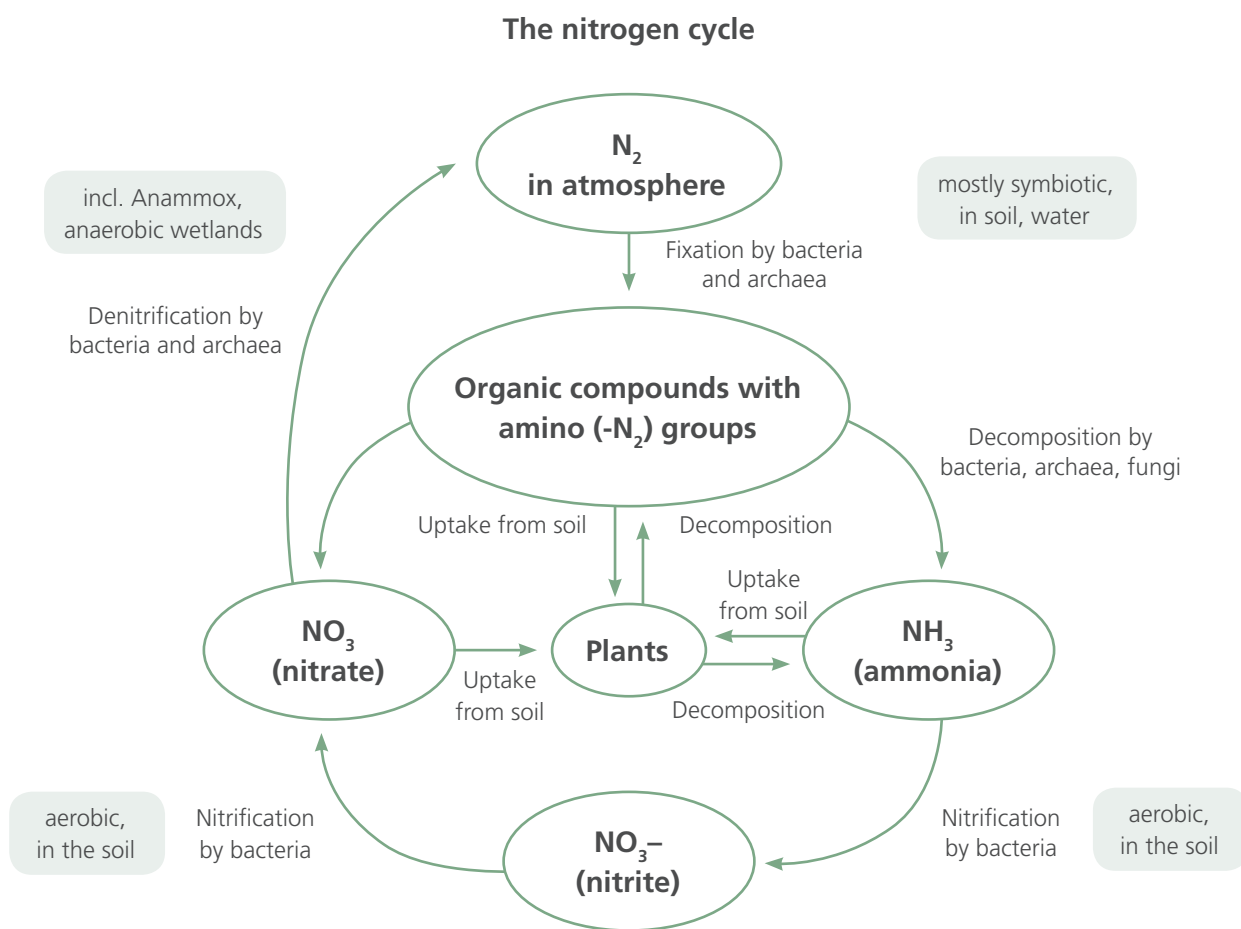 The nitrogen cycle
N₂
in atmosphere
incl. Anammox,
anaerobic wetlands
mostly symbiotic,
in soil, water
Fixation by bacteria
and archaea
Denitrification by
bacteria and archaea
Organic compounds with
amino (-N₂) groups
Decomposition by
bacteria, archaea, fungi
Uptake from soil
Decomposition
Uptake
from soil
NO₃
(nitrate)
Plants
NH₃
(ammonia)
Uptake
from soil
Decomposition
aerobic,
in the soil
Nitrification
by bacteria
NO₃–
(nitrite)
Nitrification
by bacteria
aerobic,
in the soil